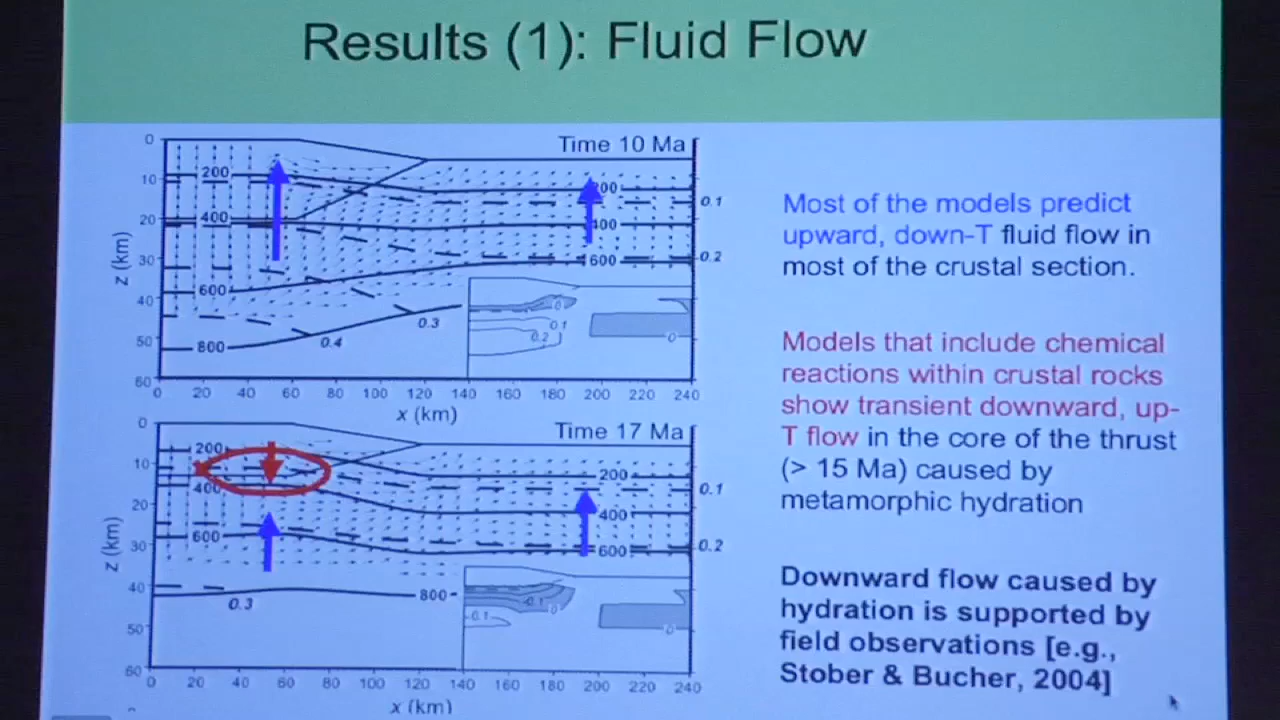 Results (1): Fluid Flow
Time 10 Ma
0
10
20
30
40
50
60
z (km)
200
400
600
800
200
400
600
0.1
0.2
0.3
0.4
0
0.1
0.2
0
0 20 40 60 80 100 120 140 160 180 200 220 240
x (km)
Time 17 Ma
0
10
20
30
40
50
60
z (km)
200
400
600
800
200
400
600
0.1
0.2
0.3
-0.1
0
0.1
0
0 20 40 60 80 100 120 140 160 180 200 220 240
x (km)
Most of the models predict
upward, down-T fluid flow in
most of the crustal section.
Models that include chemical
reactions within crustal rocks
show transient downward, up-
T flow in the core of the thrust
(> 15 Ma) caused by
metamorphic hydration
Downward flow caused by
hydration is supported by
field observations [e.g.,
Stober & Bucher, 2004]